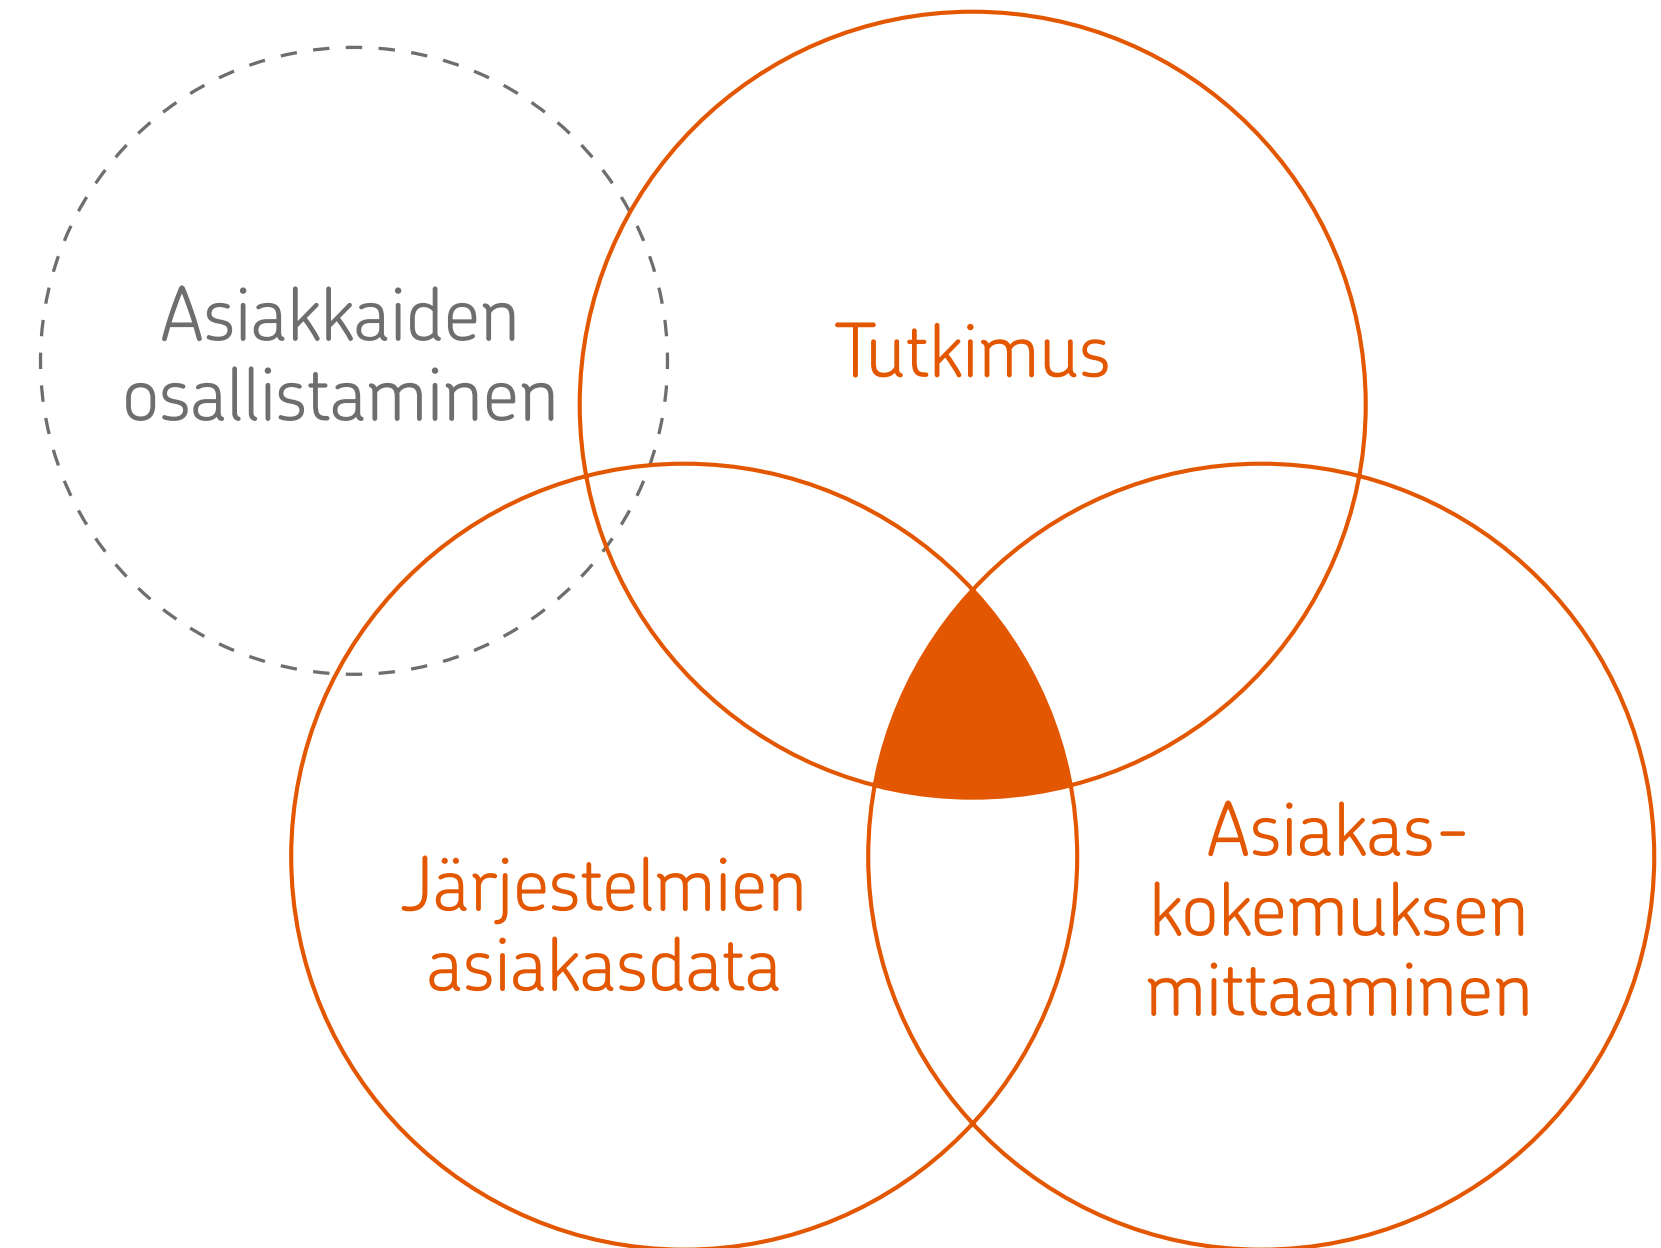 Asiakkaiden
osallistaminen
Tutkimus
Järjestelmien
asiakasdata
Asiakas-
kokemuksen
mittaaminen